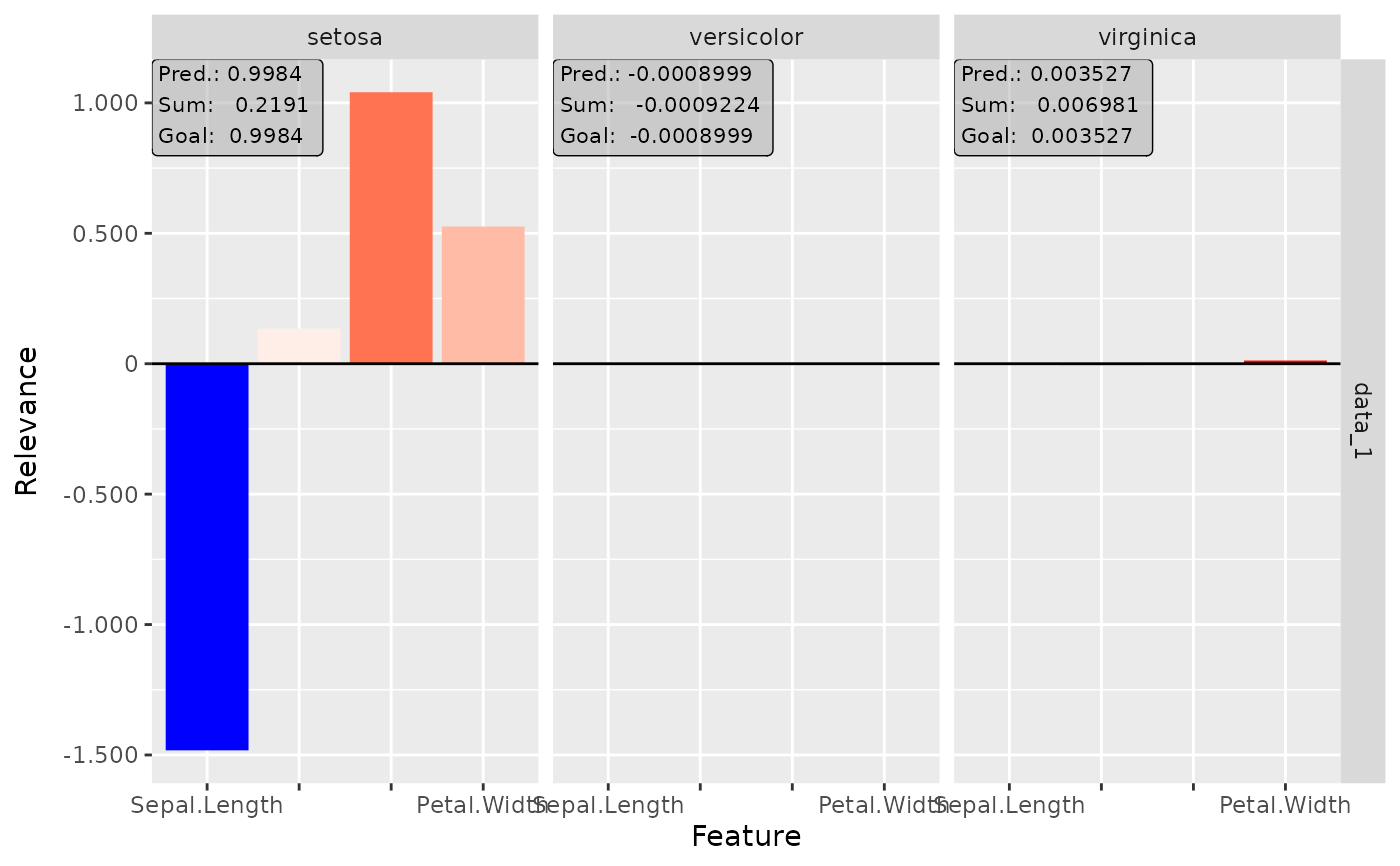 setosa
versicolor
virginica
Pred.: 0.9984
Sum: 0.2191
Goal: 0.9984
Pred.: -0.0008999
Sum: -0.0009224
Goal: -0.0008999
Pred.: 0.003527
Sum: 0.006981
Goal: 0.003527
1.000
0.500
0
-0.500
-1.000
-1.500
Relevance
data_1
Sepal.Length
Petal.Width
Sepal.Length
Petal.Width
Sepal.Length
Petal.Width
Feature